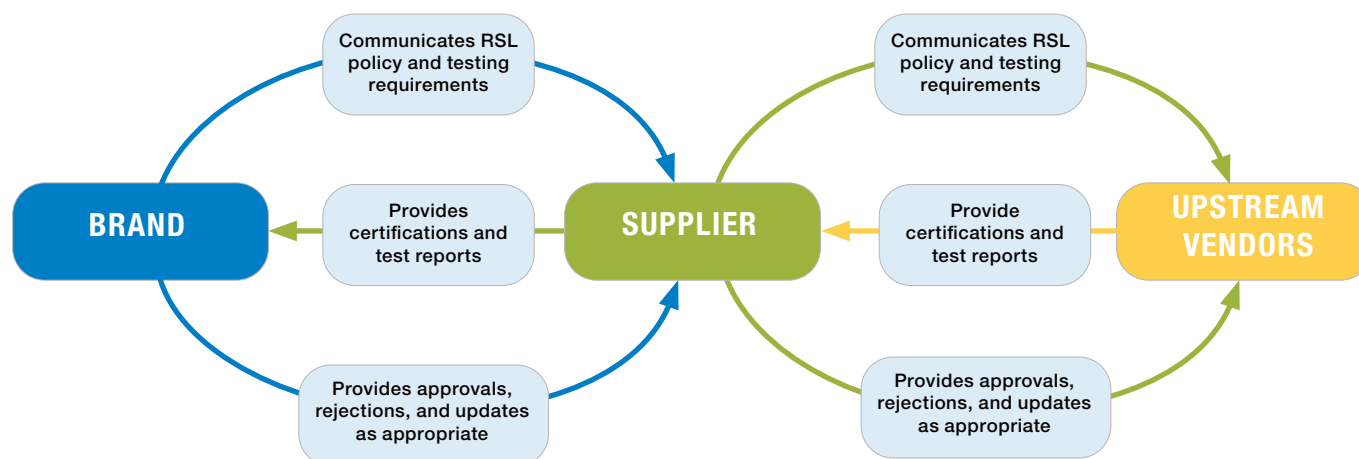 Communicates RSL
policy and testing
requirements
Communicates RSL
policy and testing
requirements
BRAND
Provides
certifications and
test reports
SUPPLIER
Provide
certifications and
test reports
UPSTREAM
VENDORS
Provides approvals,
rejections, and updates
as appropriate
Provides approvals,
rejections, and updates
as appropriate